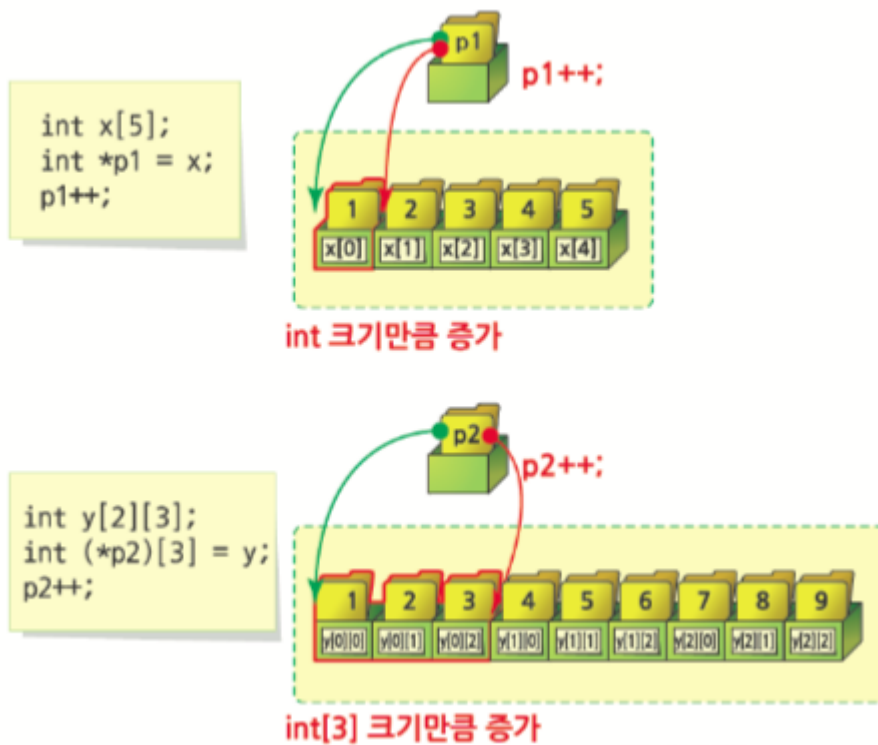 p1
p1++;
int x[5];
int *p1 = x;
p1++;
1 2 3 4 5
x[0] x[1] x[2] x[3] x[4]
int 크기만큼 증가
p2
p2++;
int y[2][3];
int (*p2)[3] = y;
p2++;
1 2 3 4 5 6 7 8 9
y[0][0] y[0][1] y[0][2] y[1][0] y[1][1] y[1][2] y[2][0] y[2][1] y[2][2]
int[3] 크기만큼 증가